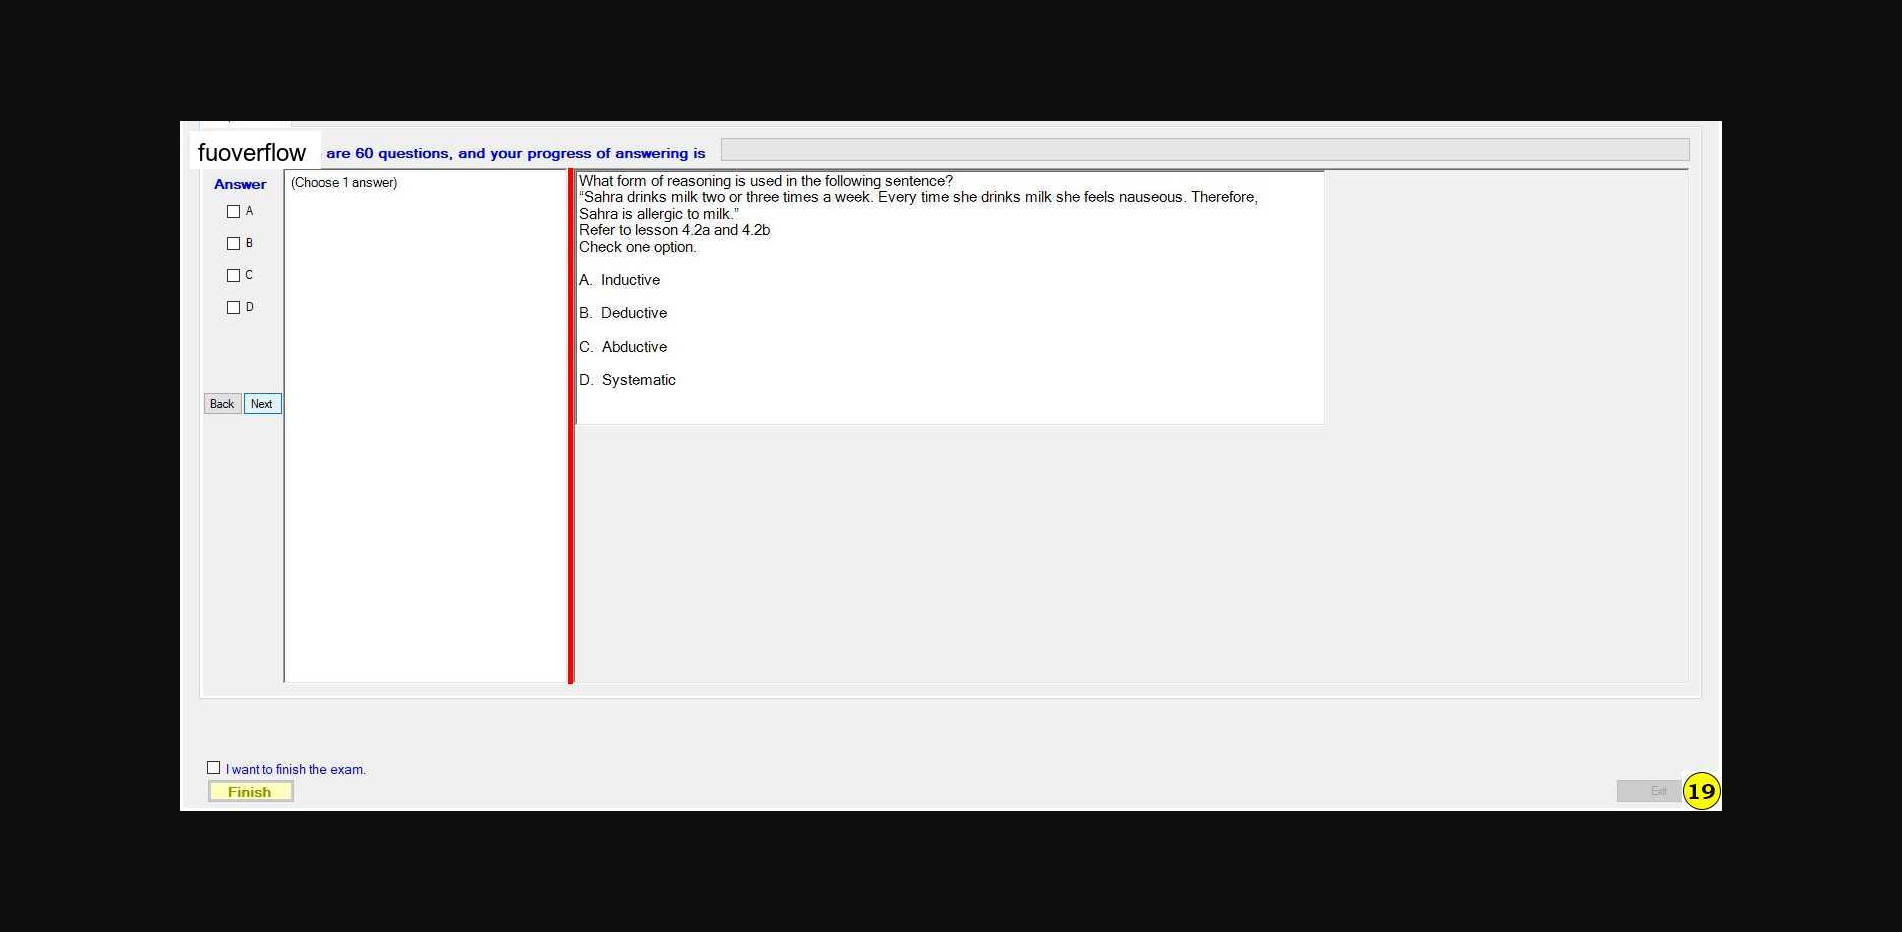 fuoverflow are 60 questions, and your progress of answering is
Answer
(Choose 1 answer)
A
B
C
D
Back Next
What form of reasoning is used in the following sentence?
“Sahra drinks milk two or three times a week. Every time she drinks milk she feels nauseous. Therefore,
Sahra is allergic to milk.”
Refer to lesson 4.2a and 4.2b
Check one option.
A. Inductive
B. Deductive
C. Abductive
D. Systematic
I want to finish the exam.
Finish
Exit
19